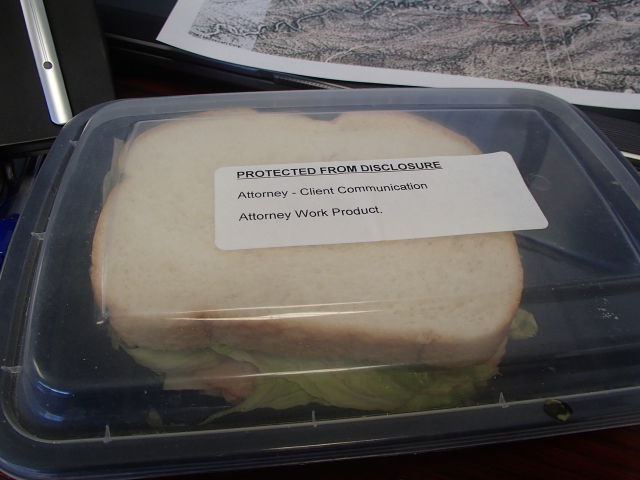 PROTECTED FROM DISCLOSURE
Attorney - Client Communication
Attorney Work Product.